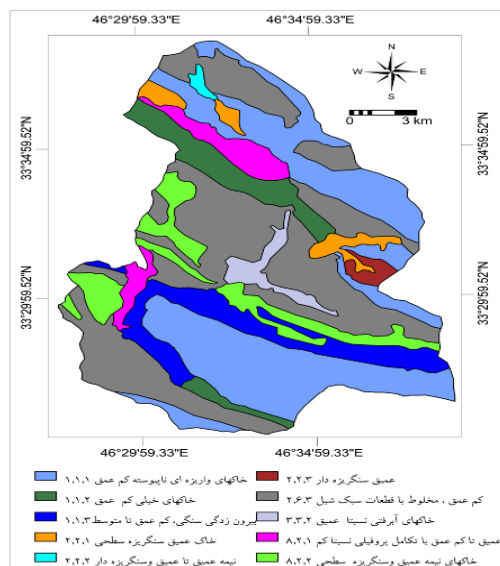 46°29'59.33"E
46°34'59.33"E
N
W
E
S
0
3 km
33°34'59.52"N
33°34'59.52"N
33°29'59.52"N
33°29'59.52"N
46°29'59.33"E
46°34'59.33"E
خاکهای واریزه ای ناپیوسته کم عمق ۱,۱,۱
عمیق سنگریزه دار ۲,۲,۳
خاکهای خیلی کم عمق ۱,۱,۲
کم عمق ، مخلوط با قطعات سبک شیل ۲,۶,۳
بیرون زدگی سنگی، کم عمق تا متوسط ۱,۱,۳
خاکهای آبرفتی نسبتا عمیق ۳,۳,۲
خاک عمیق سنگریزه سطحی ۲,۲,۱
عمیق تا کم عمق با تکامل پروفیلی نسبتا کم ۸,۲,۱
نیمه عمیق تا عمیق وسنگریزه دار ۲,۲,۲
خاکهای نیمه عمیق وسنگریزه سطحی ۸,۲,۲